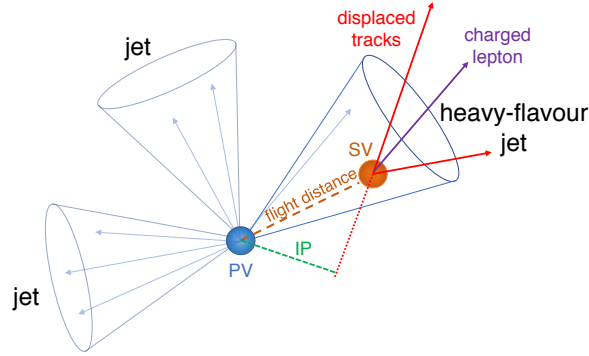 displaced
tracks
charged
lepton
jet
heavy-flavour
jet
SV
flight distance
IP
PV
jet